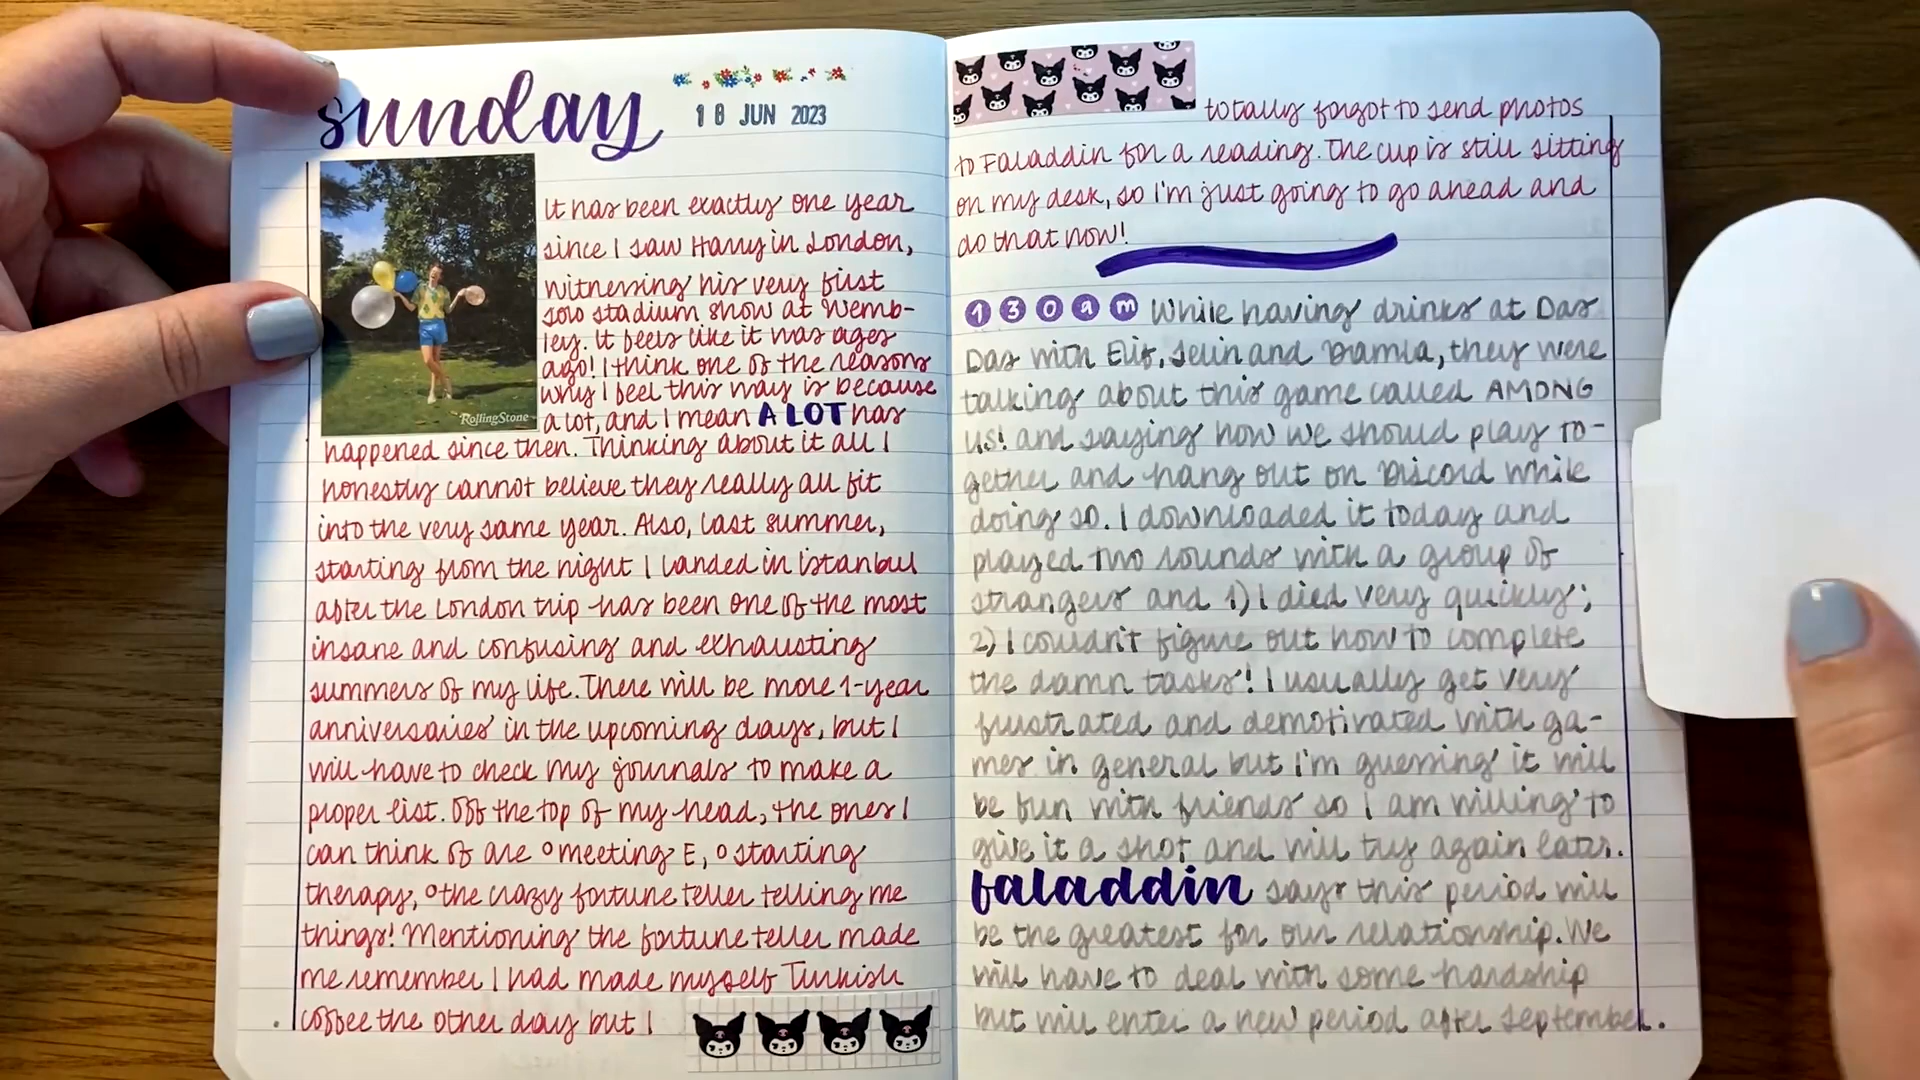 sunday
18 JUN 2023
It has been exactly one year
since I saw Harry in London,
witnessing his very first
solo stadium show at Wemb-
ley. It feels like it was ages
ago! I think one of the reasons
why I feel this way is because
a lot, and I mean A LOT has
RollingStone
happened since then. Thinking about it all I
honestly cannot believe they really all fit
into the very same year. Also, last summer,
starting from the night I landed in Istanbul
after the London trip has been one of the most
insane and confusing and exhausting
summers of my life. There will be more 1-year
anniversaries in the upcoming days, but I
will have to check my journals to make a
proper list. Off the top of my head, the ones I
can think of are °meeting E, °starting
therapy, °the crazy fortune teller telling me
things! Mentioning the fortune teller made
me remember I had made myself Turkish
coffee the other day but I
totally forgot to send photos
to Faladdin for a reading. The cup is still sitting
on my desk, so I'm just going to go ahead and
do that now!
130am While having drinks at Das
Das with Elif, Selin and Damla, they were
talking about this game called AMONG
US! and saying how we should play to-
gether and hang out on Discord while
doing so. I downloaded it today and
played two rounds with a group of
strangers and 1) I died very quickly;
2) I couldn't figure out how to complete
the damn tasks! I usually get very
frustrated and demotivated with ga-
mes in general but I'm guessing it will
be fun with friends so I am willing to
give it a shot and will try again later.
faladdin says this period will
be the greatest for our relationship. We
will have to deal with some hardship
but will enter a new period after September.